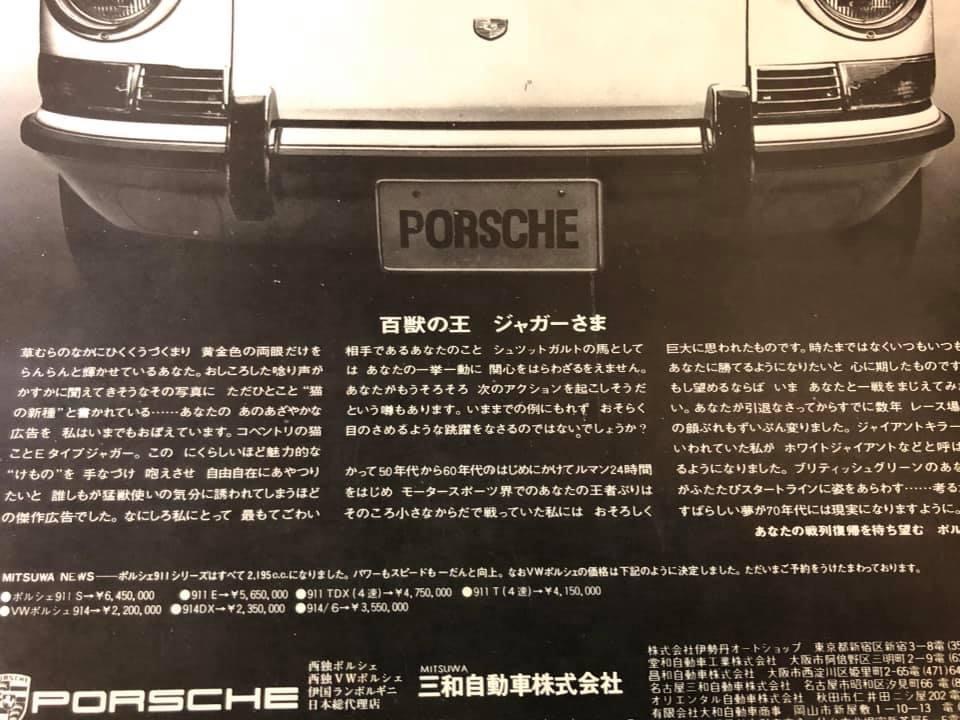 PORSCHE
百獣の王 ジャガーさま
草むらのなかにひくくうづくまり 黄金色の両眼だけを
らんらんと輝かせているあなた。おしころした唸り声が
かすかに聞えてきそうなその写真に ただひとこと"猫
の新種"と書かれている……あなたの あのあざやかな
広告を 私はいまでもおぼえています。コベントリの猫
ことEタイプジャガー。この にくらしいほど魅力的な
"けもの"を 手なづけ 咆えさせ 自由自在にあやつり
たいと 誰しもが猛獣使いの気分に誘われてしまうほど
の傑作広告でした。なにしろ私にとって 最もてごわい
相手であるあなたのこと シュツットガルトの馬として
は あなたの一挙一動に 関心をはらわざるをえません。
あなたがもうそろそろ 次のアクションを起こしそうだ
という噂もあります。いままでの例にもれず おそらく
目のさめるような跳躍をなさるのではないでしょうか?
かって50年代から60年代のはじめにかけてルマン24時間
をはじめ モータースポーツ界でのあなたの王者ぶりは
そのころ小さなからだで戦っていた私には おそろしく
巨大に思われたものです。時たまではなくいつもいつも
あなたに勝てるようになりたいと 心に期したものです
もし望めるならば いま あなたと一戦をまじえてみた
い。あなたが引退なさってからすでに数年 レース場
の顔ぶれもずいぶん変りました。ジャイアントキラー
いわれていた私が ホワイトジャイアントなどと呼ば
るようになりました。ブリティッシュグリーンのあな
がふたたびスタートラインに姿をあらわす……考える
すばらしい夢が70年代には現実になりますように。
あなたの戦列復帰を待ち望む ポル
MITSUWA NEWS——ポルシェ911シリーズはすべて2,195c.c.になりました。パワーもスピードも一だんと向上。なおVWポルシェの価格は下記のように決定しました。ただいまご予約をうけたまわっております。
●ポルシェ911 S→¥6,450,000 ●911 E→¥5,650,000 ●911 TDX(4速)→¥4,750,000 ●911 T(4速)→¥4,150,000
●VWポルシェ914→¥2,200,000 ●914DX→¥2,350,000 ●914/6→¥3,550,000
PORSCHE
西独ポルシェ
西独VWポルシェ
伊国ランボルギニ
日本総代理店
MITSUWA
三和自動車株式会社
株式会社伊勢丹オートショップ 東京都新宿区新宿3-8電(35
堂和自動車工業株式会社 大阪市阿倍野区三明町2-9電(6
昌和自動車株式会社 大阪市西淀川区姫里町2-65電(471)64
名古屋三和自動車株式会社 名古屋市昭和区汐見町66電(8
オリエンタル自動車株式会社 秋田市仁井田二ツ屋202電
有限会社大和自動車商事 岡山市新屋敷1-10-13電(0